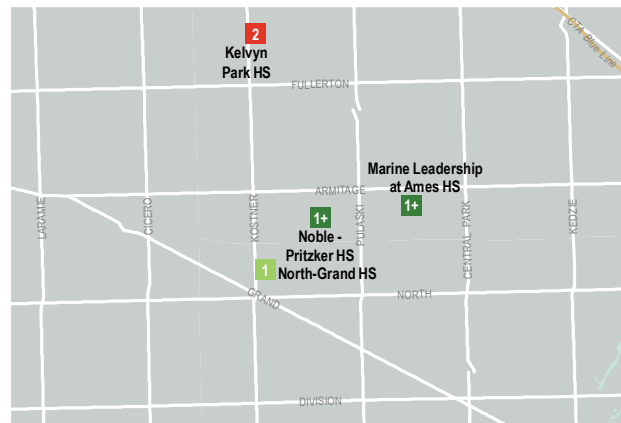 2
Kelvyn
Park HS
CTA Blue Line
FULLERTON
Marine Leadership
at Ames HS
ARMITAGE
1+
1+
LARAMIE
CICERO
KOSTNER
PULASKI
CENTRAL PARK
KEDZIE
Noble -
Pritzker HS
1
North-Grand HS
GRAND
NORTH
DIVISION